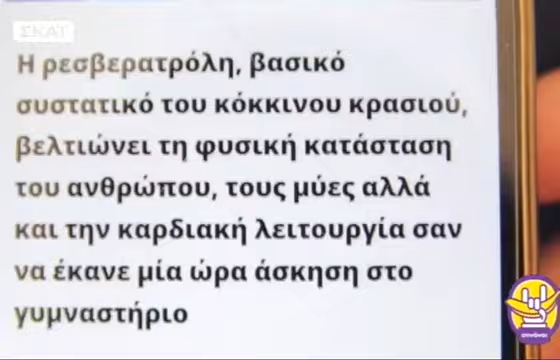 ΣΚΑΪ
Η ρεσβερατρόλη, βασικό
συστατικό του κόκκινου κρασιού,
βελτιώνει τη φυσική κατάσταση
του ανθρώπου, τους μύες αλλά
και την καρδιακή λειτουργία σαν
να έκανε μία ώρα άσκηση στο
γυμναστήριο